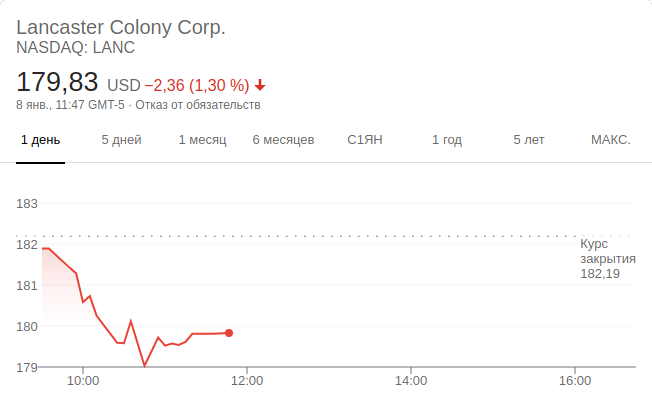 Lancaster Colony Corp.
NASDAQ: LANC
179,83 USD −2,36 (1,30 %)
8 янв., 11:47 GMT-5 · Отказ от обязательств
1 день 5 дней 1 месяц 6 месяцев С1ЯН 1 год 5 лет МАКС.
183
182
Курс
закрытия
182,19
181
180
179
10:00 12:00 14:00 16:00